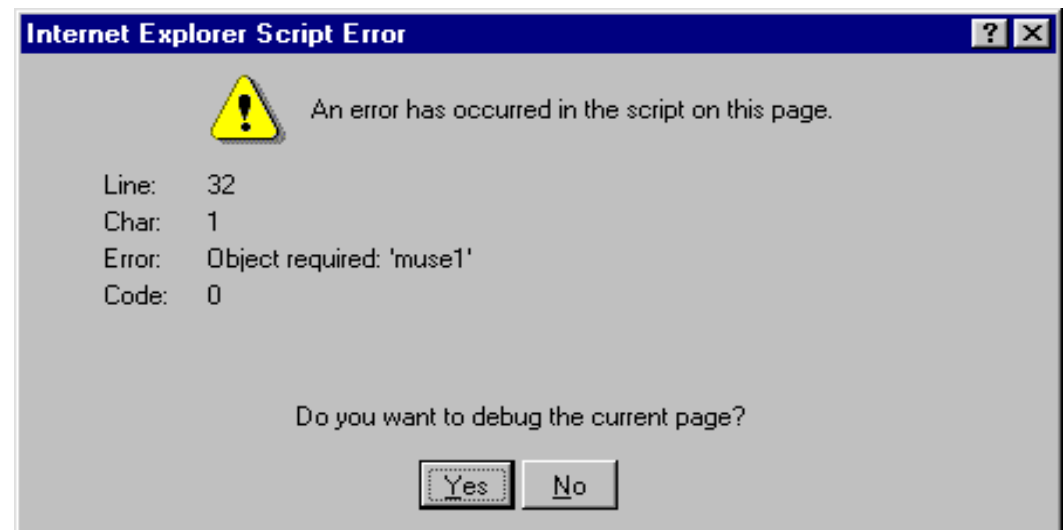 Internet Explorer Script Error
An error has occurred in the script on this page.
Line: 32
Char: 1
Error: Object required: 'muse1'
Code: 0
Do you want to debug the current page?
Yes No